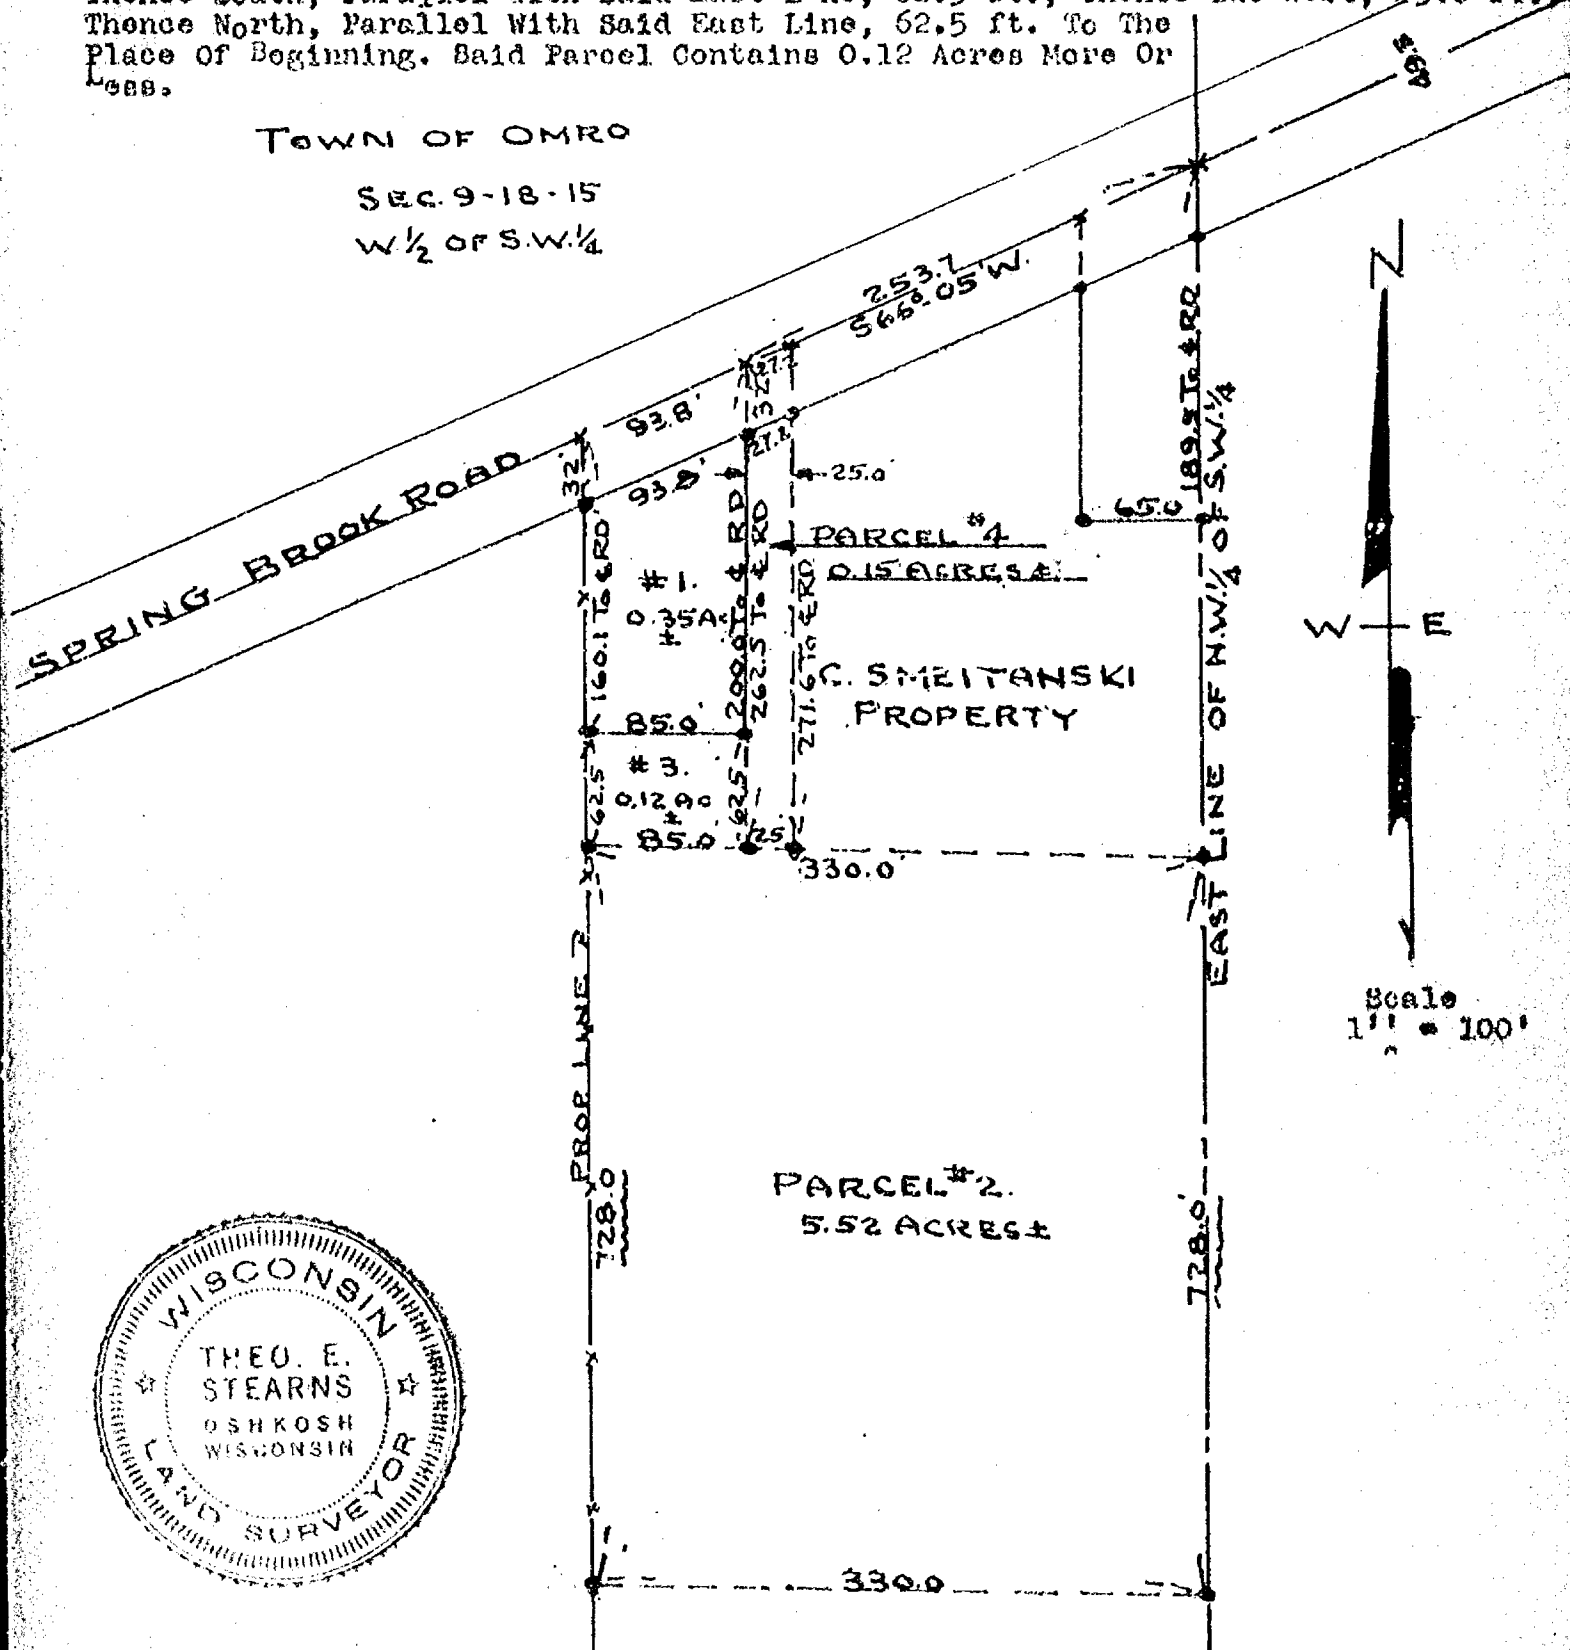 Thence North, Parallel With Said East Line, 62.5 ft. To The
Place Of Beginning. Said Parcel Contains 0.12 Acres More Or
Less.
TOWN OF OMRO
SEC. 9-18-15
W.1/2 OF S.W.1/4
253.7
S66°-05'W.
N
189.8 To ℄ RD
27.2
32'
93.8'
SPRING BROOK ROAD
32'
93.8'
27.2
25.0'
65.0
PARCEL #4
0.15 ACRES±
#1.
0.35 Ac
±
160.1 To ℄ RD
200.0 To ℄ RD
262.5 To ℄ RD
271.6 To ℄ RD
W E
C. SMEITANSKI
PROPERTY
EAST LINE OF N.W.1/4 OF S.W.1/4
85.0'
#3.
0.12 Ac
±
62.5
62.5
85.0
25'
330.0'
PROP LINE
Scale
1'' = 100'
728.0
728.0'
PARCEL #2.
5.52 ACRES±
WISCONSIN
THEO. E.
STEARNS
OSHKOSH
WISCONSIN
LAND SURVEYOR
330.0